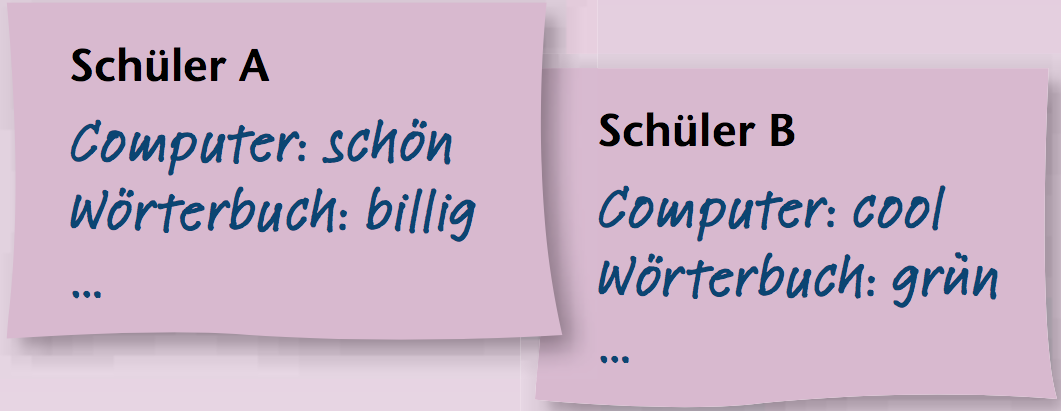 Schüler A
Computer: schön
Wörterbuch: billig
...
Schüler B
Computer: cool
Wörterbuch: grün
...